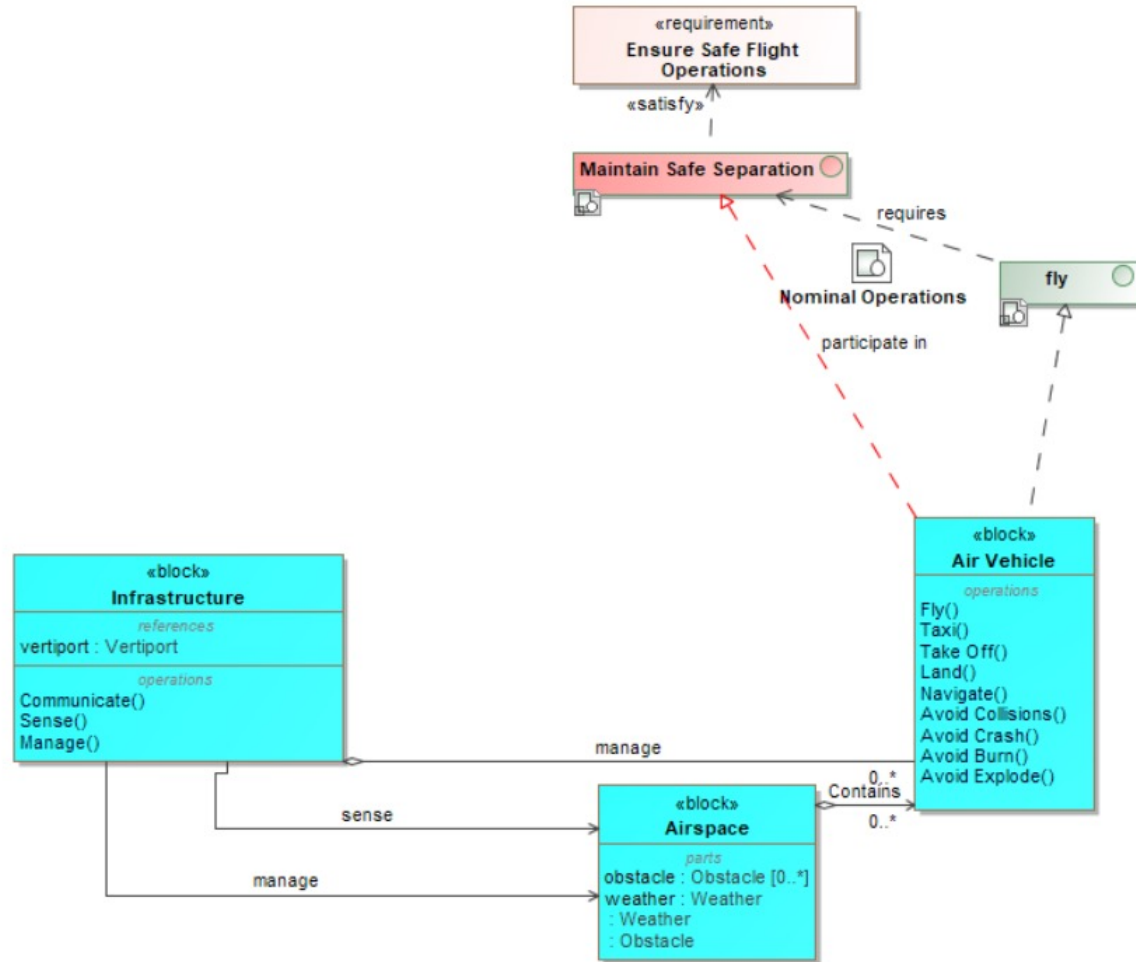 «requirement»
Ensure Safe Flight
Operations
«satisfy»
Maintain Safe Separation
requires
fly
Nominal Operations
participate in
«block»
Air Vehicle
operations
Fly()
Taxi()
Take Off()
Land()
Navigate()
Avoid Collisions()
Avoid Crash()
Avoid Burn()
Avoid Explode()
«block»
Infrastructure
references
vertiport : Vertiport
operations
Communicate()
Sense()
Manage()
manage
0..*
Contains
0..*
sense
manage
«block»
Airspace
parts
obstacle : Obstacle [0..*]
weather : Weather
: Weather
: Obstacle